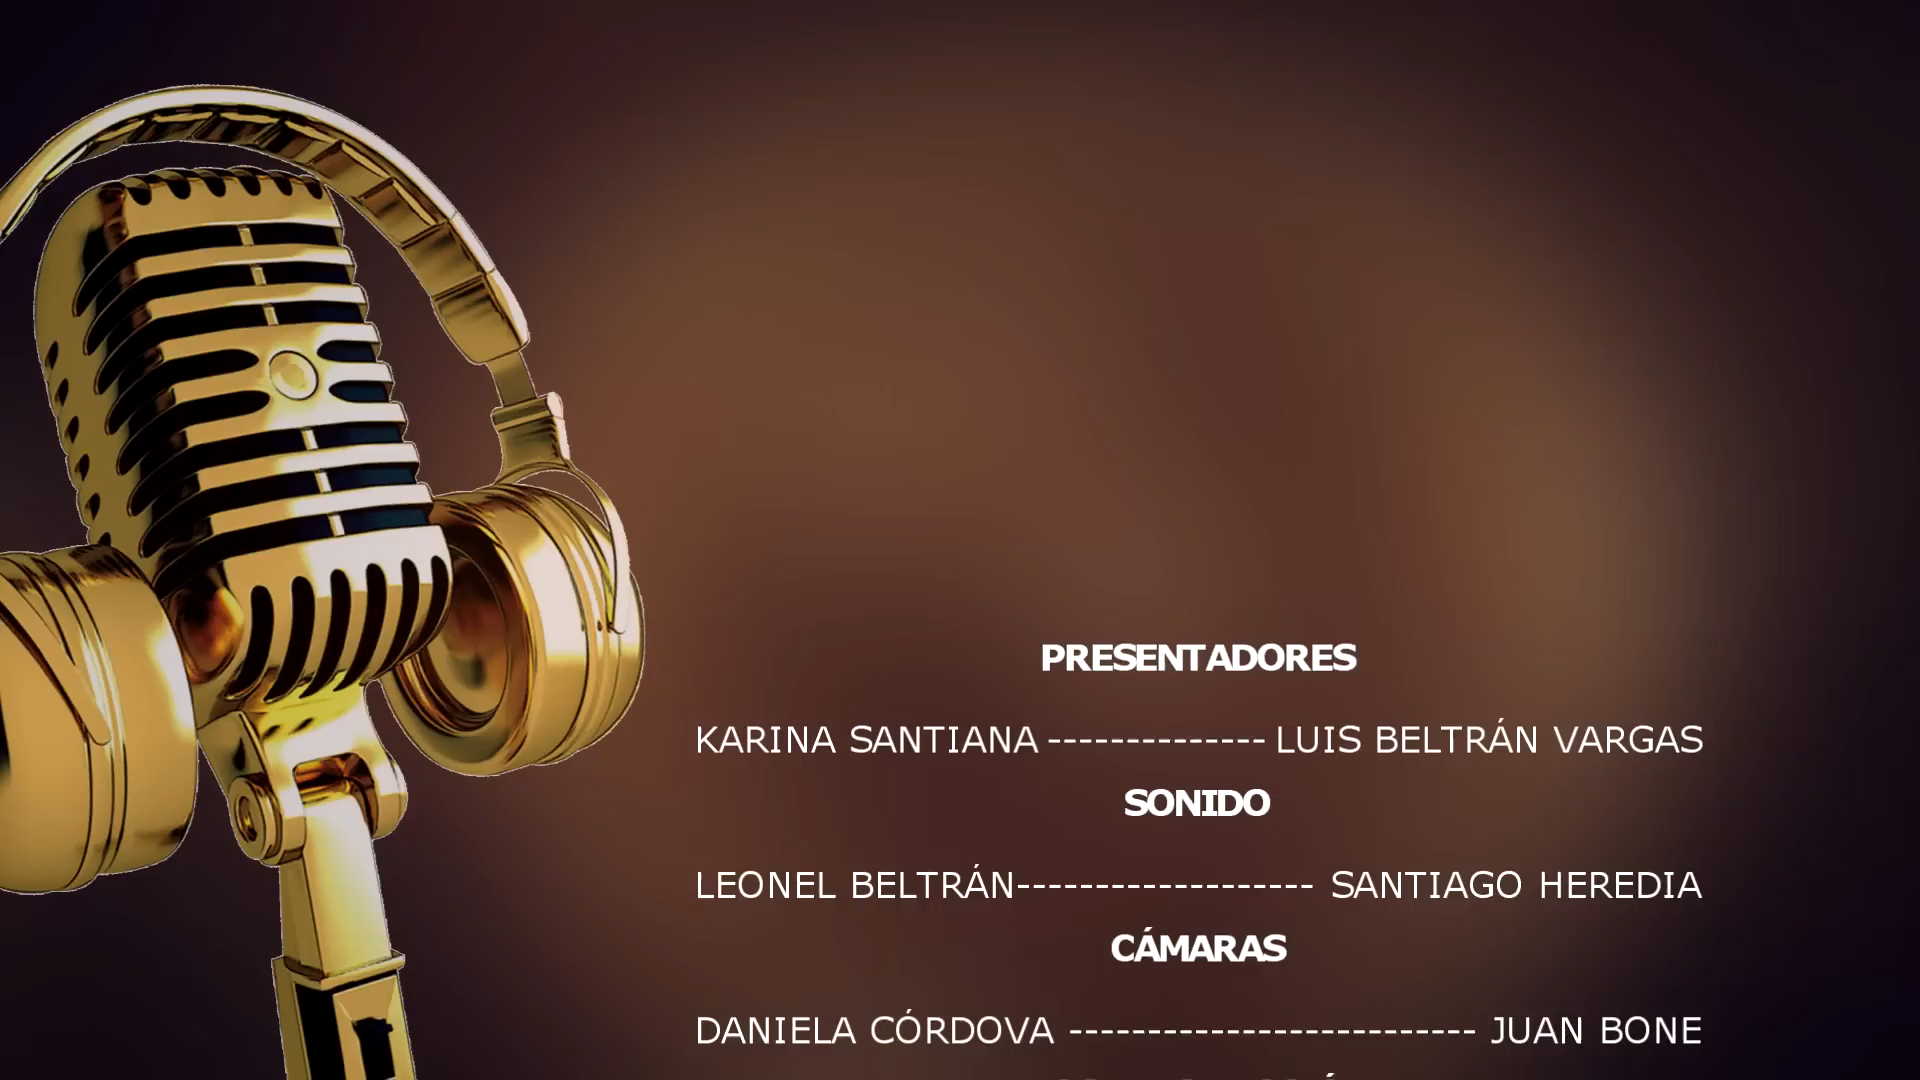 PRESENTADORES
KARINA SANTIANA -------------- LUIS BELTRÁN VARGAS
SONIDO
LEONEL BELTRÁN------------------- SANTIAGO HEREDIA
CÁMARAS
DANIELA CÓRDOVA -------------------------- JUAN BONE